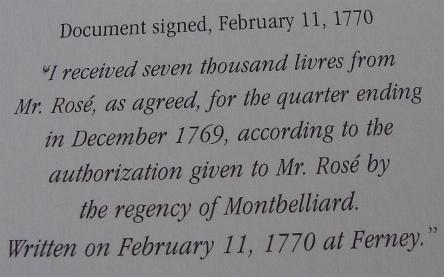 Document signed, February 11, 1770
"I received seven thousand livres from
Mr. Rosé, as agreed, for the quarter ending
in December 1769, according to the
authorization given to Mr. Rosé by
the regency of Montbelliard.
Written on February 11, 1770 at Ferney."